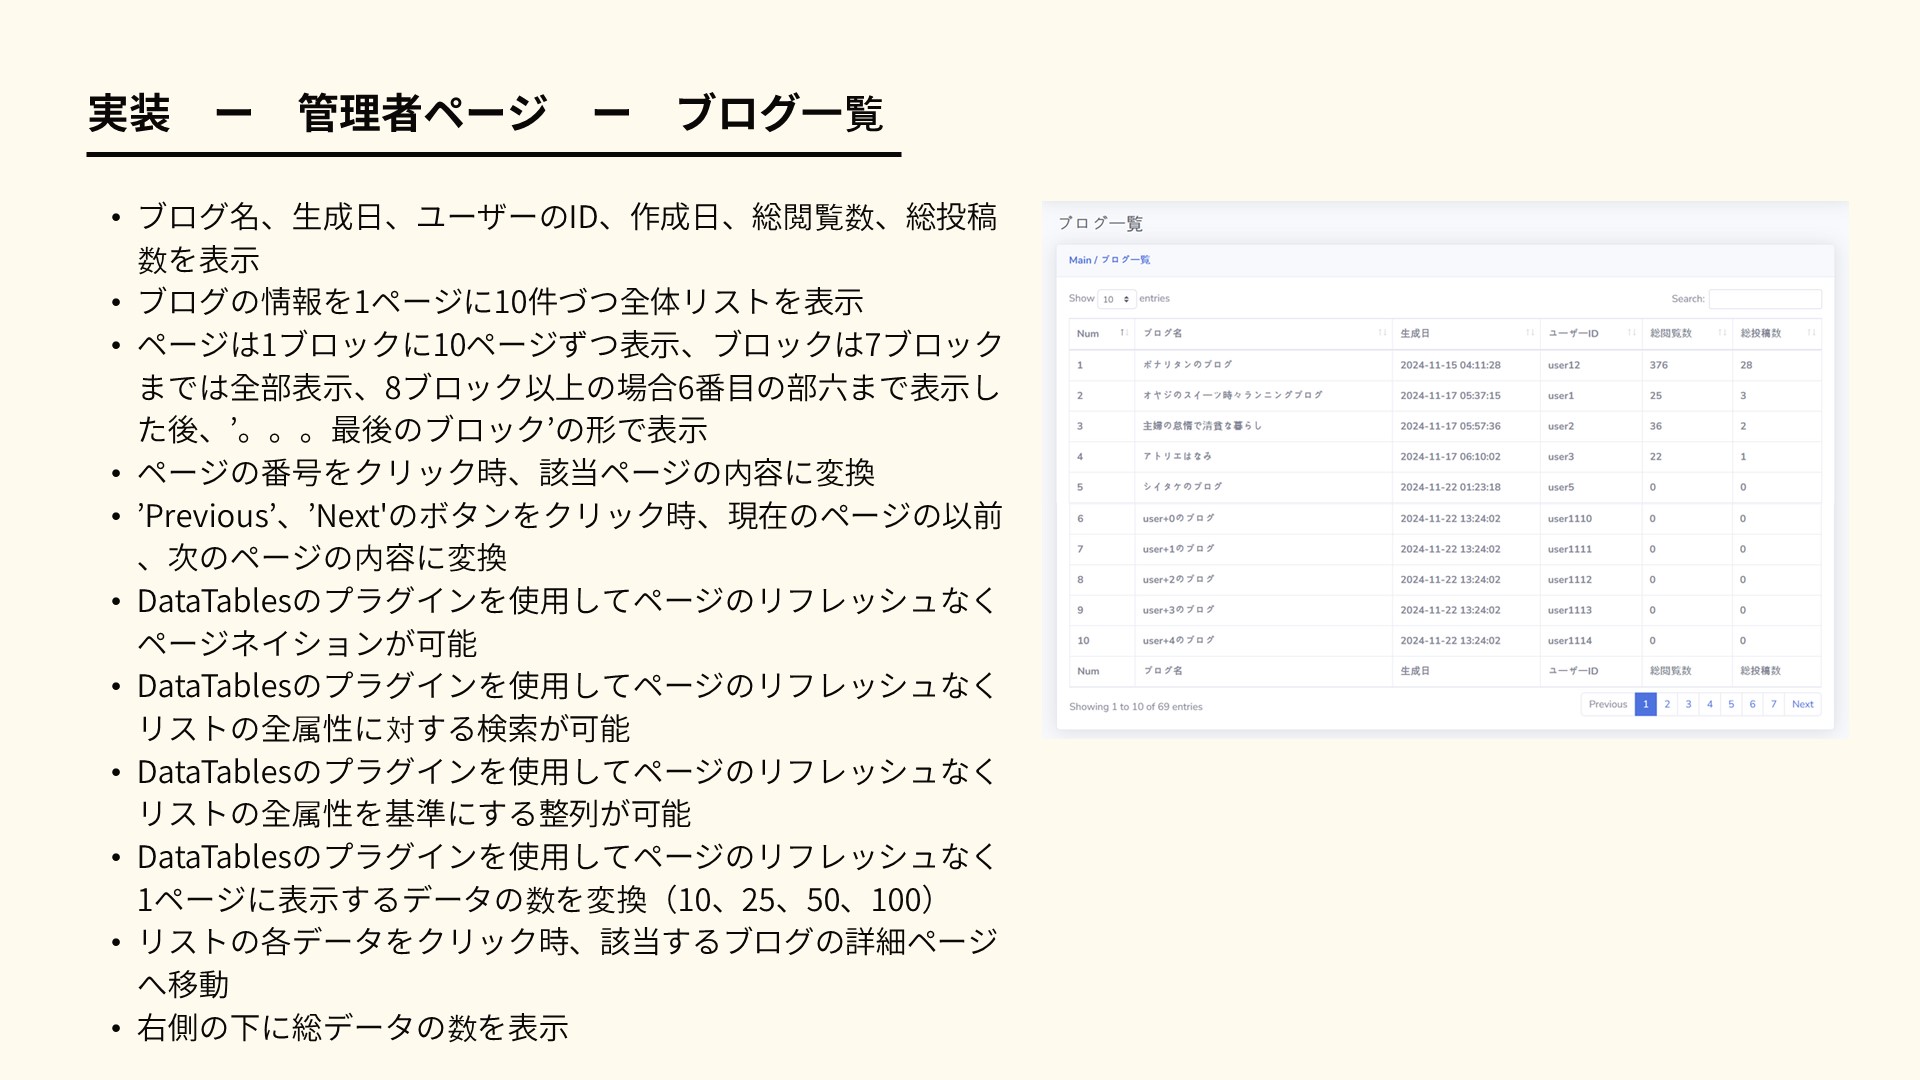 実装　ー　管理者ページ　ー　ブログ一覧
• ブログ名、生成日、ユーザーのID、作成日、総閲覧数、総投稿
数を表示
• ブログの情報を1ページに10件づつ全体リストを表示
• ページは1ブロックに10ページずつ表示、ブロックは7ブロック
までは全部表示、8ブロック以上の場合6番目の部六まで表示し
た後、’。。。最後のブロック’の形で表示
• ページの番号をクリック時、該当ページの内容に変換
• ’Previous’、’Next'のボタンをクリック時、現在のページの以前
、次のページの内容に変換
• DataTablesのプラグインを使用してページのリフレッシュなく
ページネイションが可能
• DataTablesのプラグインを使用してページのリフレッシュなく
リストの全属性に対する検索が可能
• DataTablesのプラグインを使用してページのリフレッシュなく
リストの全属性を基準にする整列が可能
• DataTablesのプラグインを使用してページのリフレッシュなく
1ページに表示するデータの数を変換（10、25、50、100）
• リストの各データをクリック時、該当するブログの詳細ページ
へ移動
• 右側の下に総データの数を表示
ブログ一覧
Main / ブログ一覧
Show 10 entries Search:
Num ブログ名 生成日 ユーザーID 総閲覧数 総投稿数
1 ボナリタンのブログ 2024-11-15 04:11:28 user12 376 28
2 オヤジのスイーツ時々ランニングブログ 2024-11-17 05:37:15 user1 25 3
3 主婦の怠惰で清貧な暮らし 2024-11-17 05:57:36 user2 36 2
4 アトリエはなみ 2024-11-17 06:10:02 user3 22 1
5 シイタケのブログ 2024-11-22 01:23:18 user5 0 0
6 user+0のブログ 2024-11-22 13:24:02 user1110 0 0
7 user+1のブログ 2024-11-22 13:24:02 user1111 0 0
8 user+2のブログ 2024-11-22 13:24:02 user1112 0 0
9 user+3のブログ 2024-11-22 13:24:02 user1113 0 0
10 user+4のブログ 2024-11-22 13:24:02 user1114 0 0
Num ブログ名 生成日 ユーザーID 総閲覧数 総投稿数
Showing 1 to 10 of 69 entries Previous 1 2 3 4 5 6 7 Next